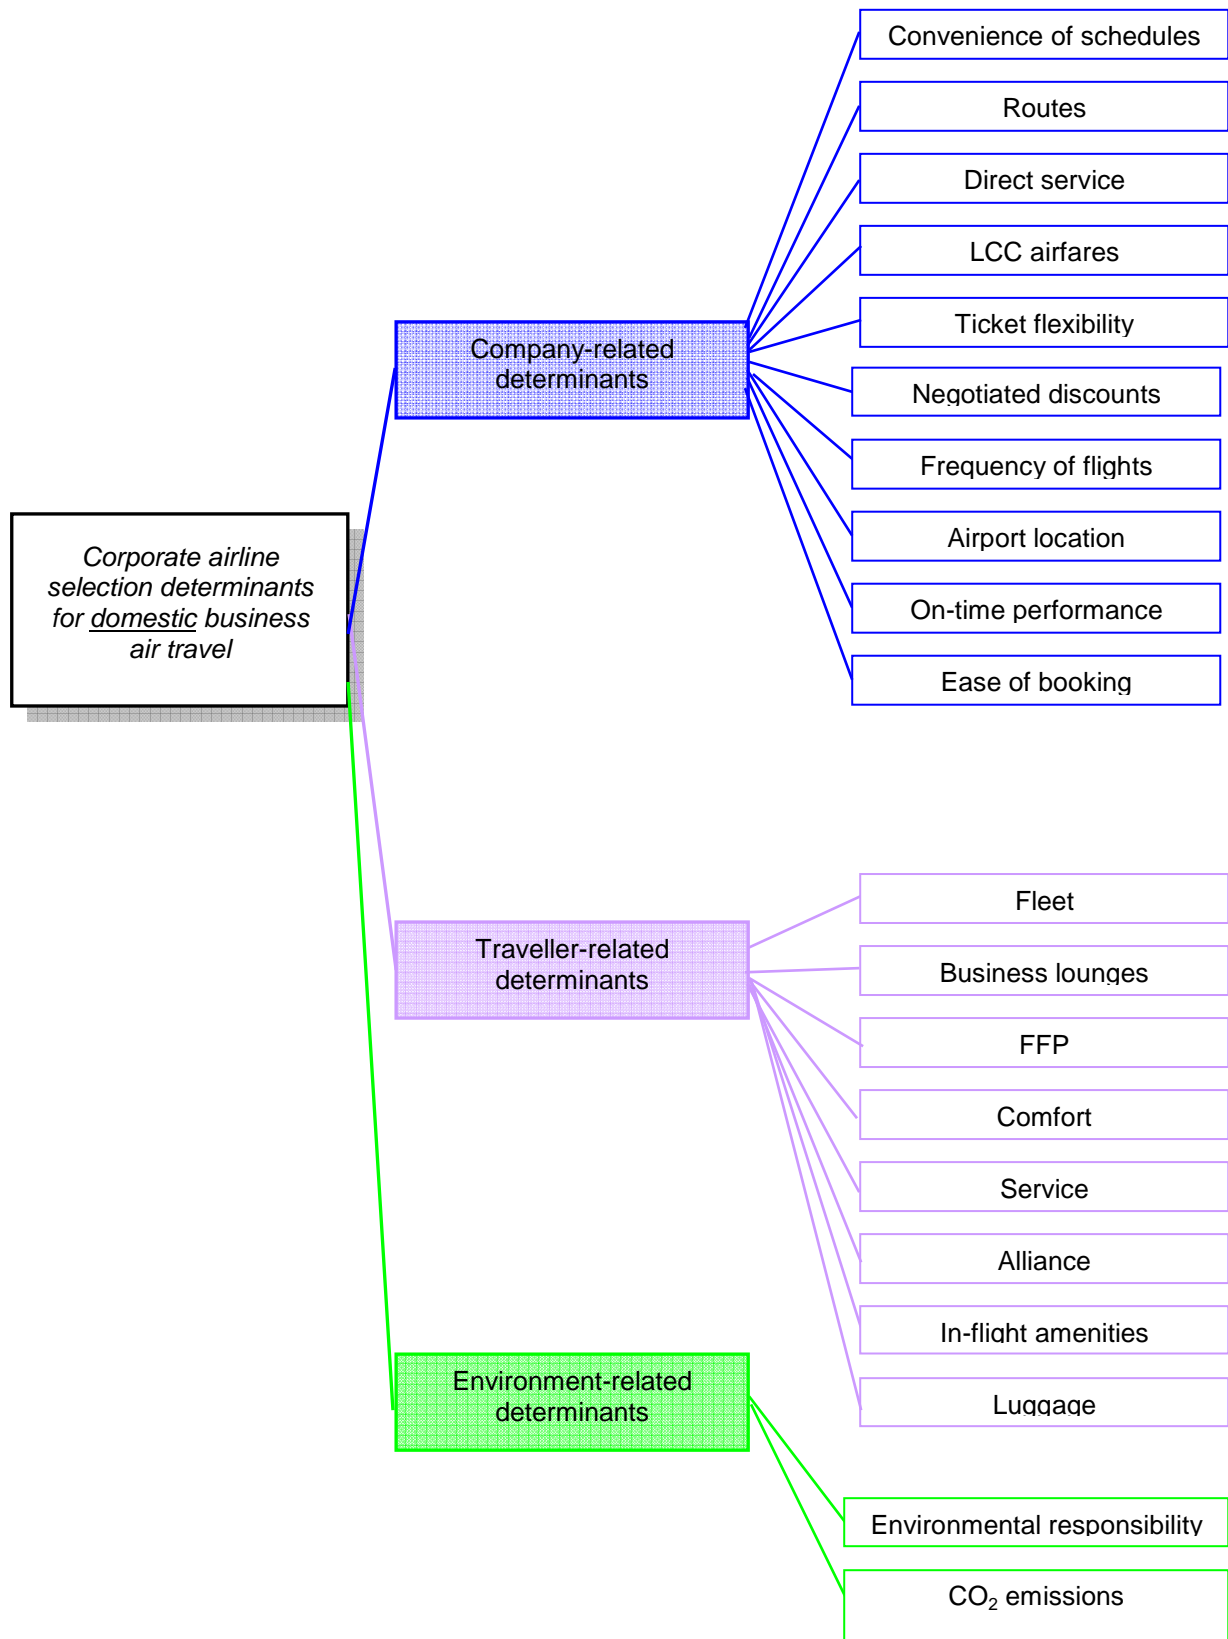 Convenience of schedules
Routes
Direct service
LCC airfares
Ticket flexibility
Company-related
determinants
Negotiated discounts
Frequency of flights
Airport location
On-time performance
Ease of booking
Corporate airline
selection determinants
for domestic business
air travel
Fleet
Traveller-related
determinants
Business lounges
FFP
Comfort
Service
Alliance
In-flight amenities
Luggage
Environment-related
determinants
Environmental responsibility
CO₂ emissions